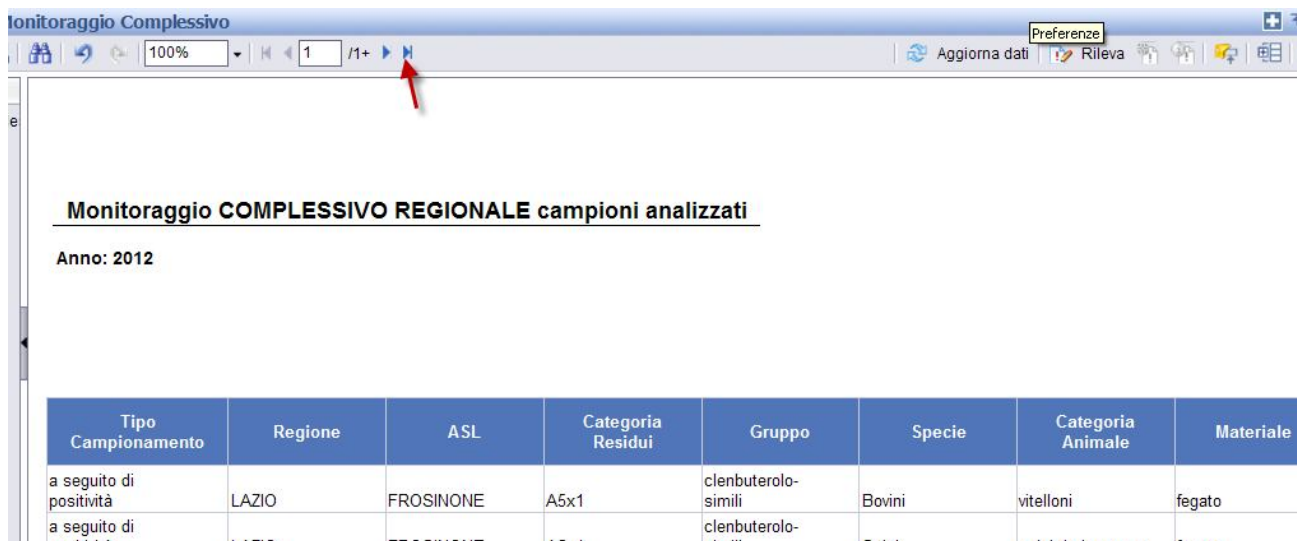 Monitoraggio Complessivo
Preferenze
100% 1 /1+ Aggiorna dati Rileva
e
Monitoraggio COMPLESSIVO REGIONALE campioni analizzati
Anno: 2012
Tipo Campionamento Regione ASL Categoria Residui Gruppo Specie Categoria Animale Materiale
a seguito di positività LAZIO FROSINONE A5x1 clenbuterolo-simili Bovini vitelloni fegato
a seguito di clenbuterolo-